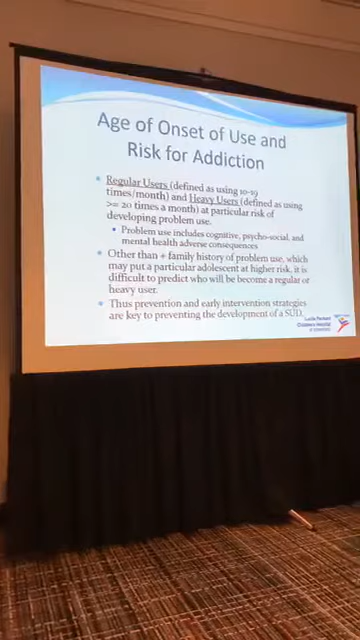 Age of Onset of Use and
Risk for Addiction
• Regular Users (defined as using 10-19
times/month) and Heavy Users (defined as using
>= 20 times a month) at particular risk of
developing problem use.
• Problem use includes cognitive, psycho-social, and
mental health adverse consequences
• Other than + family history of problem use, which
may put a particular adolescent at higher risk, it is
difficult to predict who will be become a regular or
heavy user.
• Thus prevention and early intervention strategies
are key to preventing the development of a SUD.
Lucile Packard
Children's Hospital